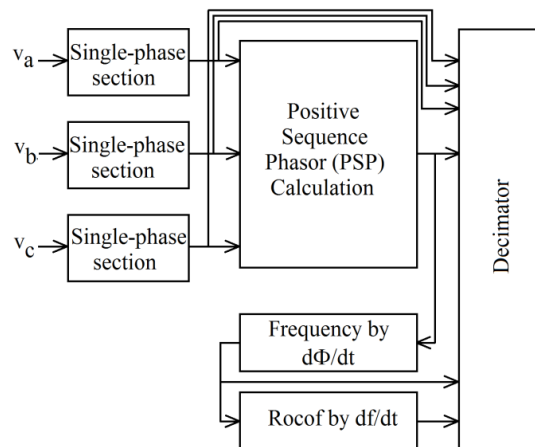 va
Single-phase
section
vb
Single-phase
section
vc
Single-phase
section
Positive
Sequence
Phasor (PSP)
Calculation
Decimator
Frequency by
dΦ/dt
Rocof by df/dt